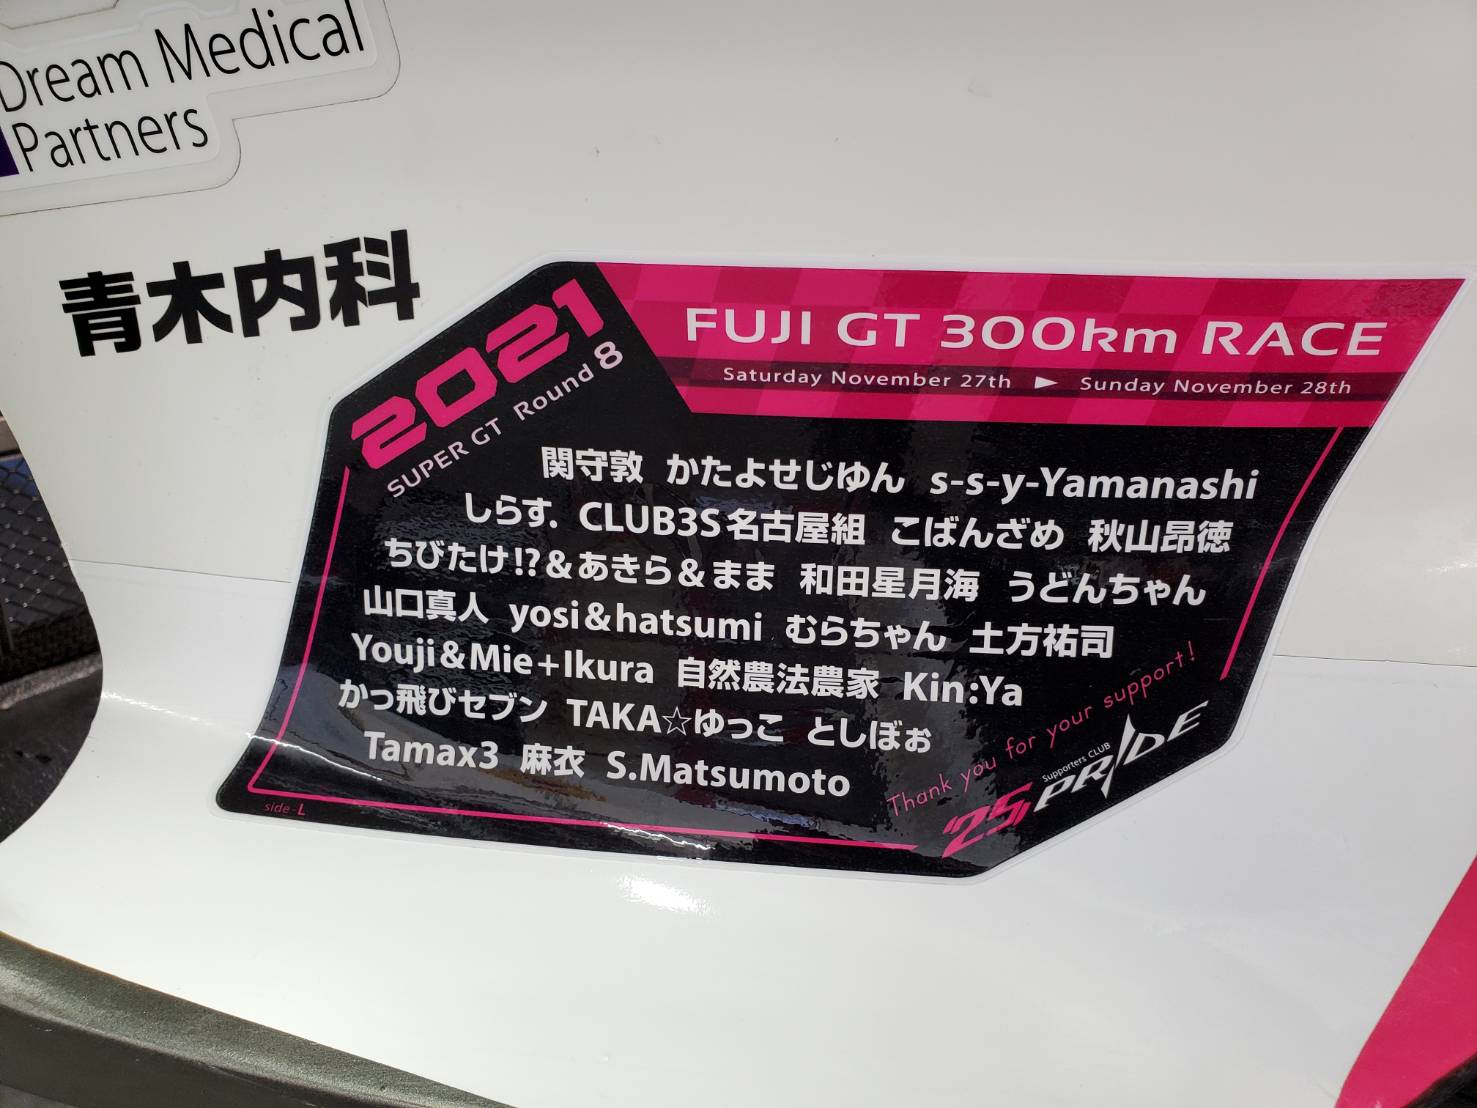 Dream Medical
Partners
青木内科
2021
SUPER GT Round 8
FUJI GT 300km RACE
Saturday November 27th ▶ Sunday November 28th
関守敦 かたよせじゆん s-s-y-Yamanashi
しらす. CLUB3S名古屋組 こばんざめ 秋山昂徳
ちびたけ!?&あきら&まま 和田星月海 うどんちゃん
山口真人 yosi&hatsumi むらちゃん 土方祐司
Youji&Mie+Ikura 自然農法農家 Kin:Ya
かっ飛びセブン TAKA☆ゆっこ としぼぉ
Tamax3 麻衣 S.Matsumoto
Thank you for your support!
Supporters CLUB
'25 PRIDE
side-L